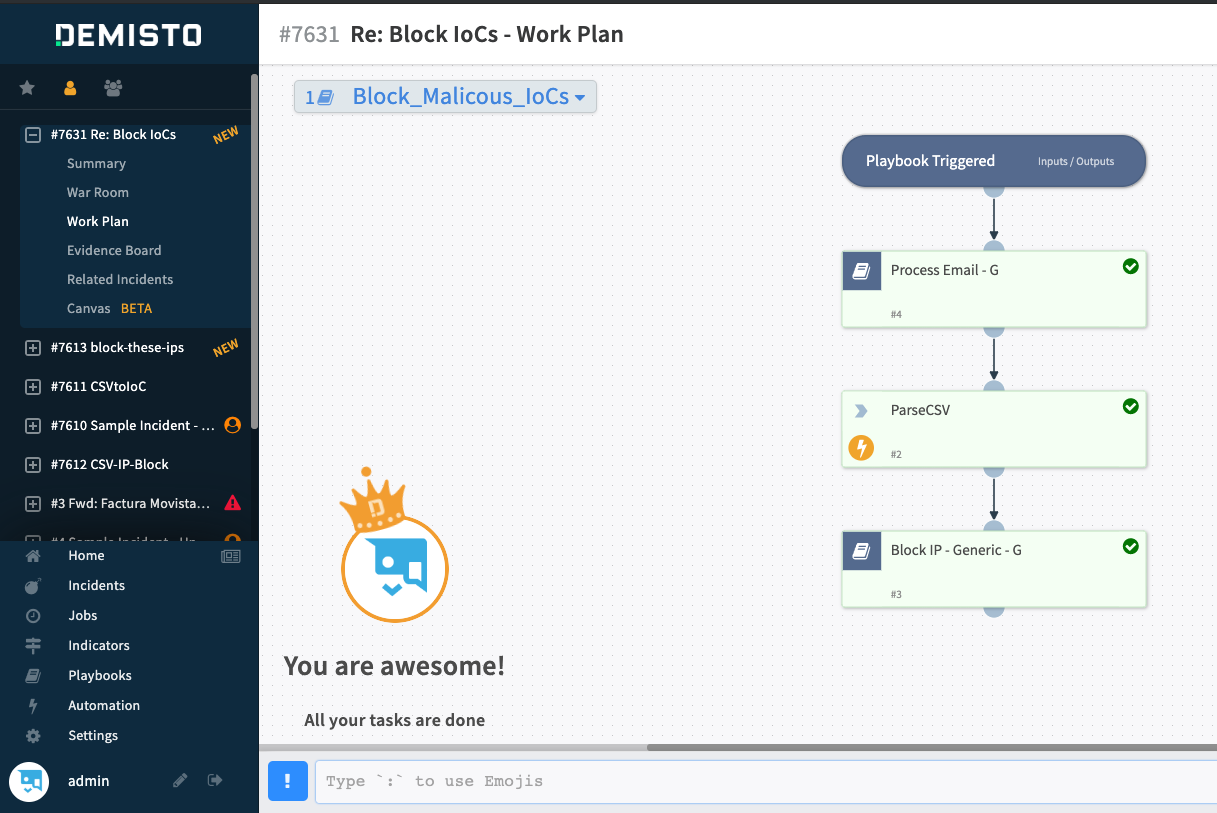 DEMISTO
#7631 Re: Block IoCs - Work Plan
1 Block_Malicous_IoCs
#7631 Re: Block IoCs NEW
Summary
War Room
Work Plan
Evidence Board
Related Incidents
Canvas BETA
#7613 block-these-ips NEW
#7611 CSVtoIoC
#7610 Sample Incident - ...
#7612 CSV-IP-Block
#3 Fwd: Factura Movista...
#4 Sample Incident - Un...
Home
Incidents
Jobs
Indicators
Playbooks
Automation
Settings
admin
Playbook Triggered Inputs / Outputs
Process Email - G
#4
ParseCSV
#2
Block IP - Generic - G
#3
D
You are awesome!
All your tasks are done
! Type `:` to use Emojis